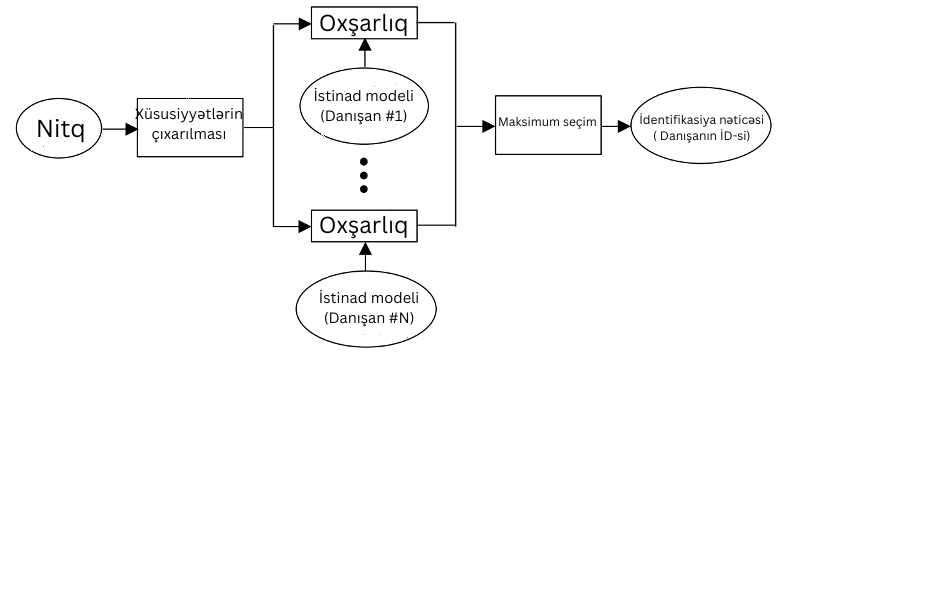 Nitq
Xüsusiyyətlərin
çıxarılması
Oxşarlıq
İstinad modeli
(Danışan #1)
Oxşarlıq
İstinad modeli
(Danışan #N)
Maksimum seçim
İdentifikasiya nəticəsi
( Danışanın İD-si)